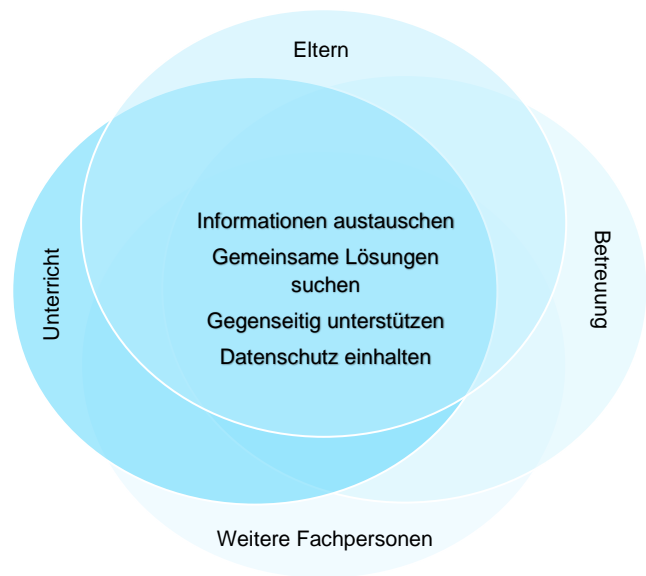 Eltern
Unterricht
Informationen austauschen
Gemeinsame Lösungen
suchen
Gegenseitig unterstützen
Datenschutz einhalten
Betreuung
Weitere Fachpersonen